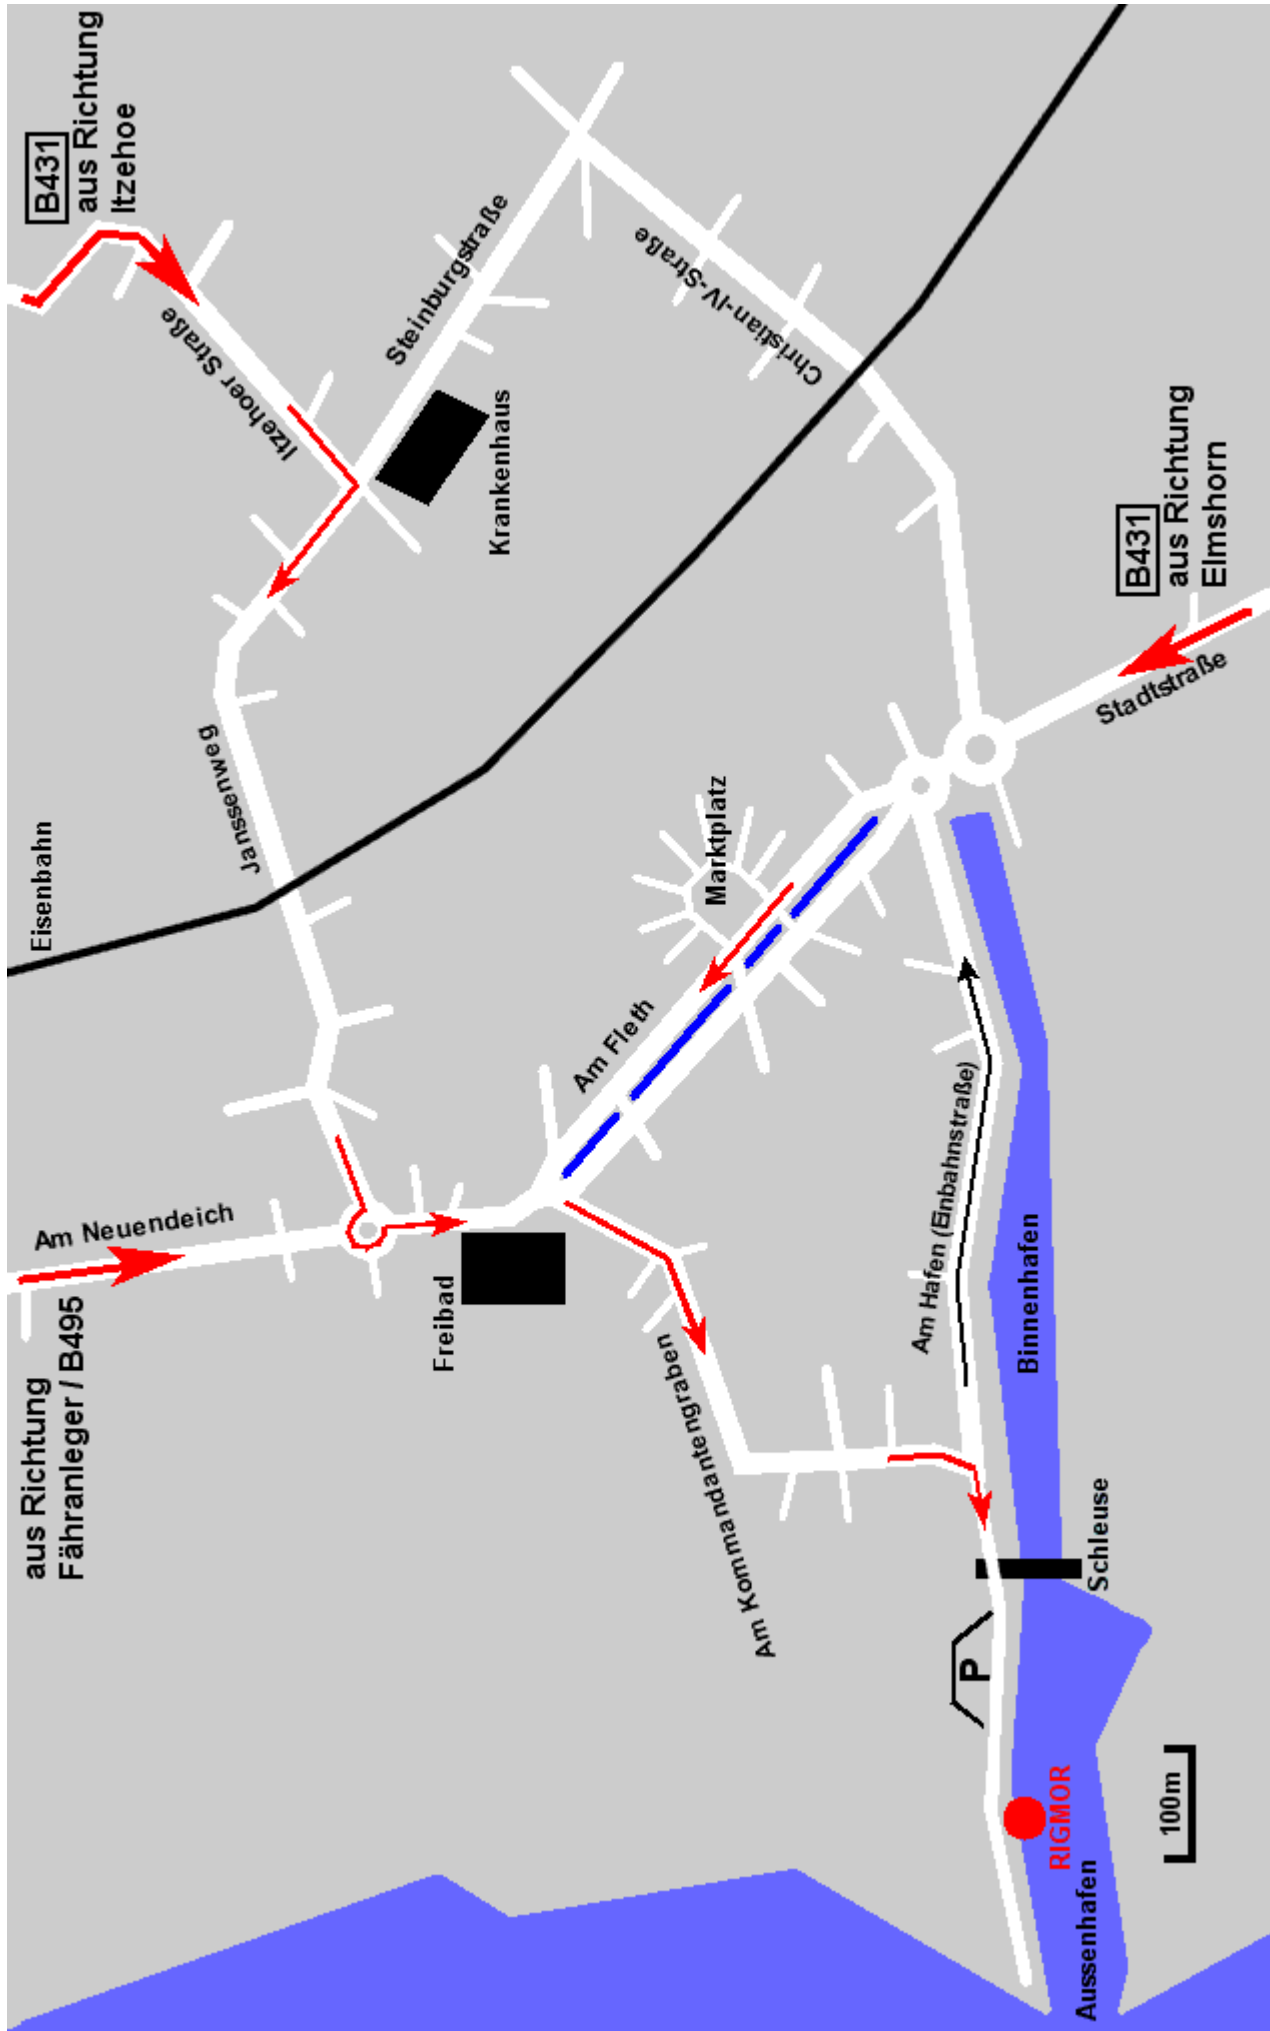 aus Richtung
Fähranleger / B495
Am Neuendeich
Eisenbahn
B431
aus Richtung
Itzehoe
Janssenweg
Itzehoer Straße
Steinburgstraße
Krankenhaus
Freibad
Am Fleth
Marktplatz
Christian-IV-Straße
Am Kommandantengraben
Am Hafen (Einbahnstraße)
Binnenhafen
B431
aus Richtung
Elmshorn
Stadtstraße
P
Schleuse
RIGMOR
Aussenhafen
100m